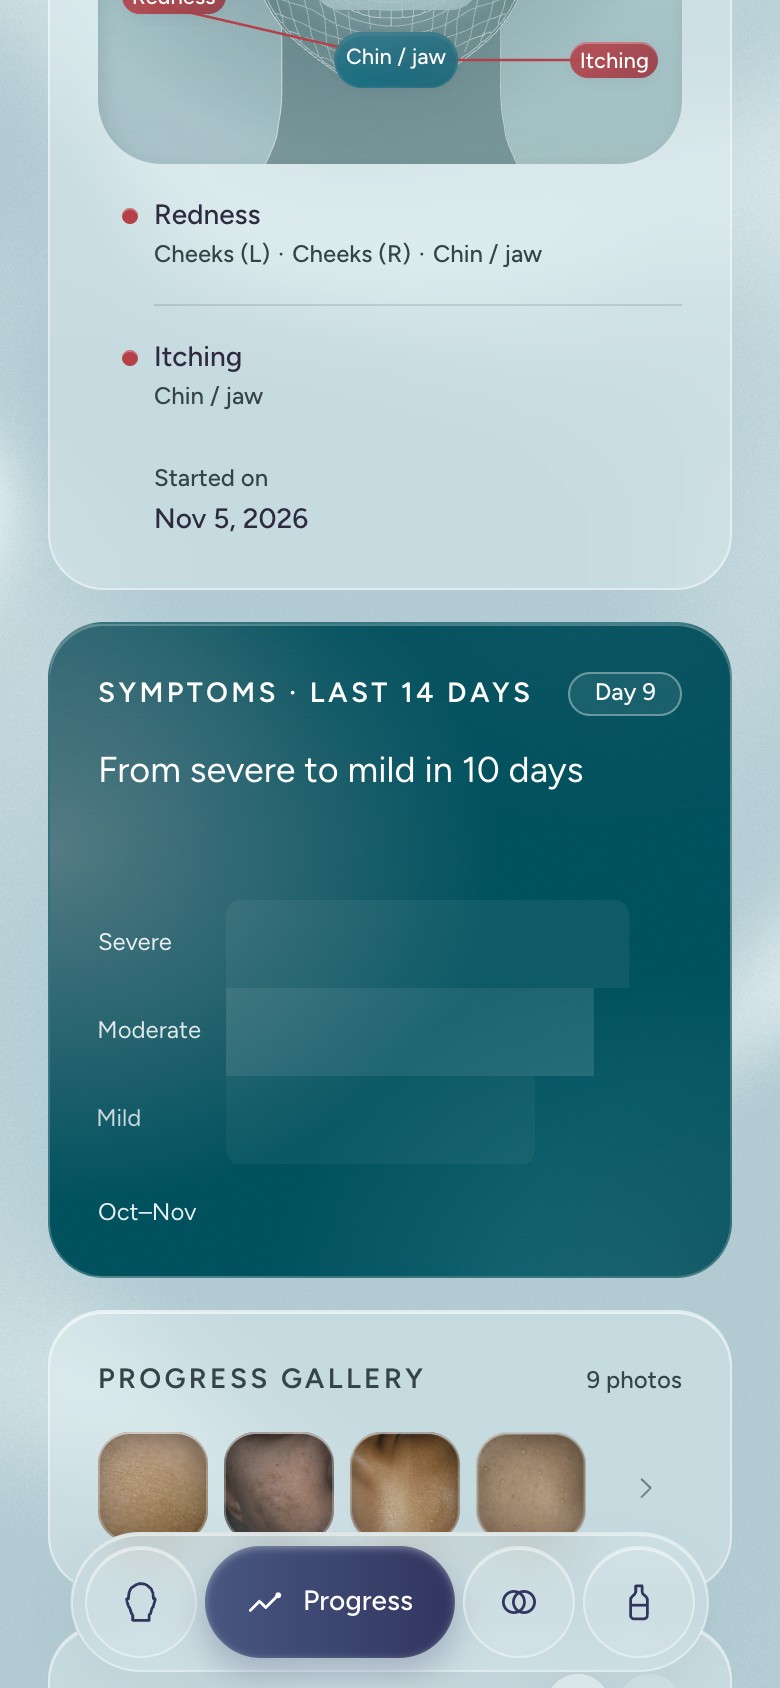 Redness
Chin / jaw
Itching
Redness
Cheeks (L) · Cheeks (R) · Chin / jaw
Itching
Chin / jaw
Started on
Nov 5, 2026
SYMPTOMS · LAST 14 DAYS
Day 9
From severe to mild in 10 days
Severe
Moderate
Mild
Oct–Nov
PROGRESS GALLERY
9 photos
Progress